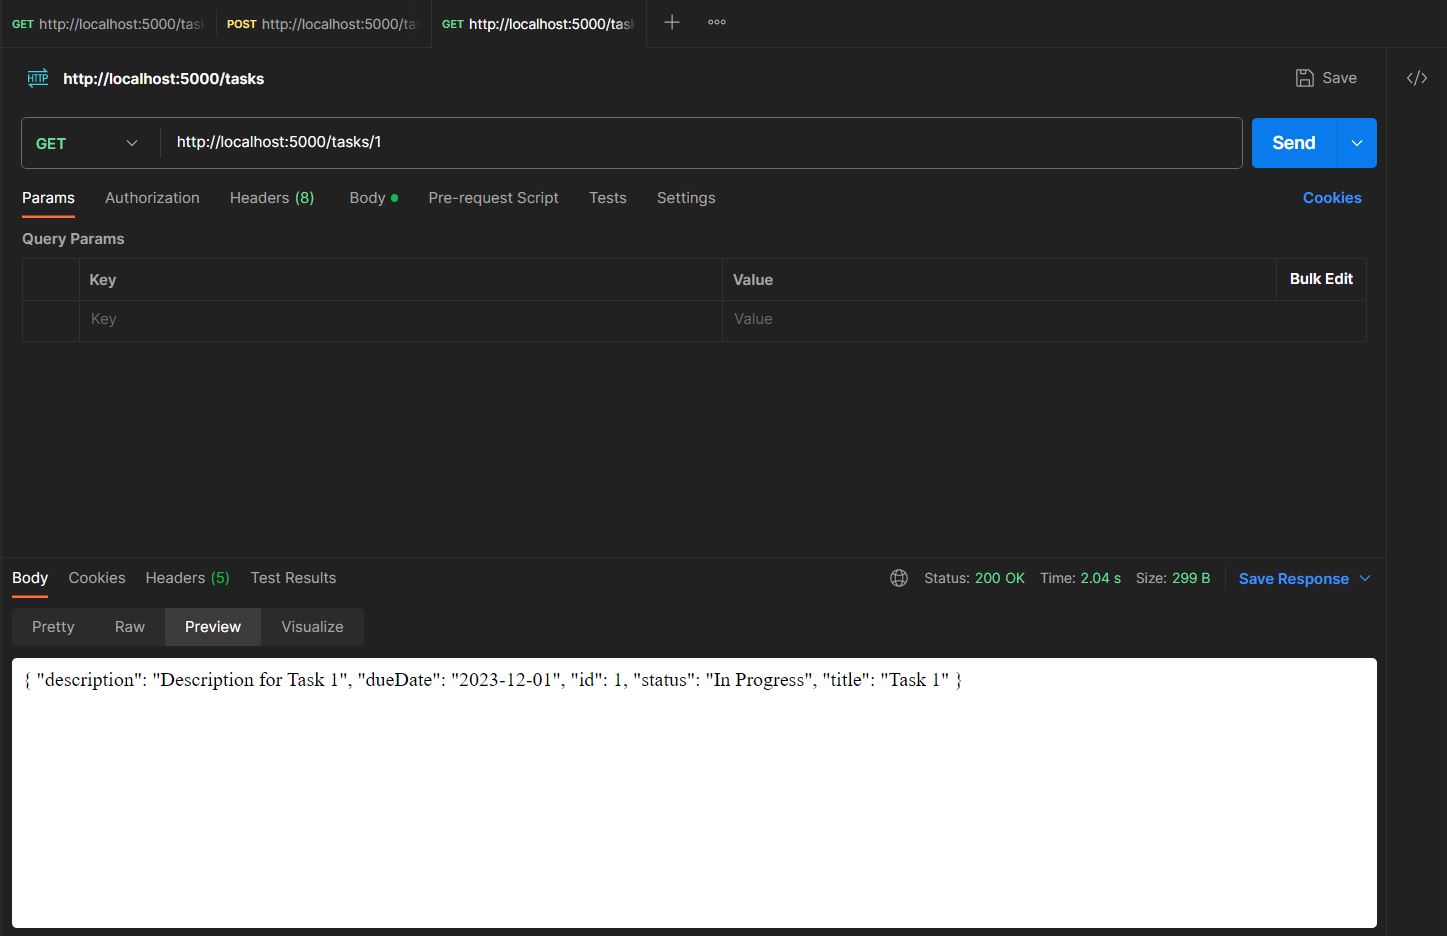 GET http://localhost:5000/tas POST http://localhost:5000/ta GET http://localhost:5000/tas
HTTP http://localhost:5000/tasks Save </>
GET http://localhost:5000/tasks/1 Send
Params Authorization Headers (8) Body Pre-request Script Tests Settings Cookies
Query Params
Key Value Bulk Edit
Key Value
Body Cookies Headers (5) Test Results Status: 200 OK Time: 2.04 s Size: 299 B Save Response
Pretty Raw Preview Visualize
{ "description": "Description for Task 1", "dueDate": "2023-12-01", "id": 1, "status": "In Progress", "title": "Task 1" }